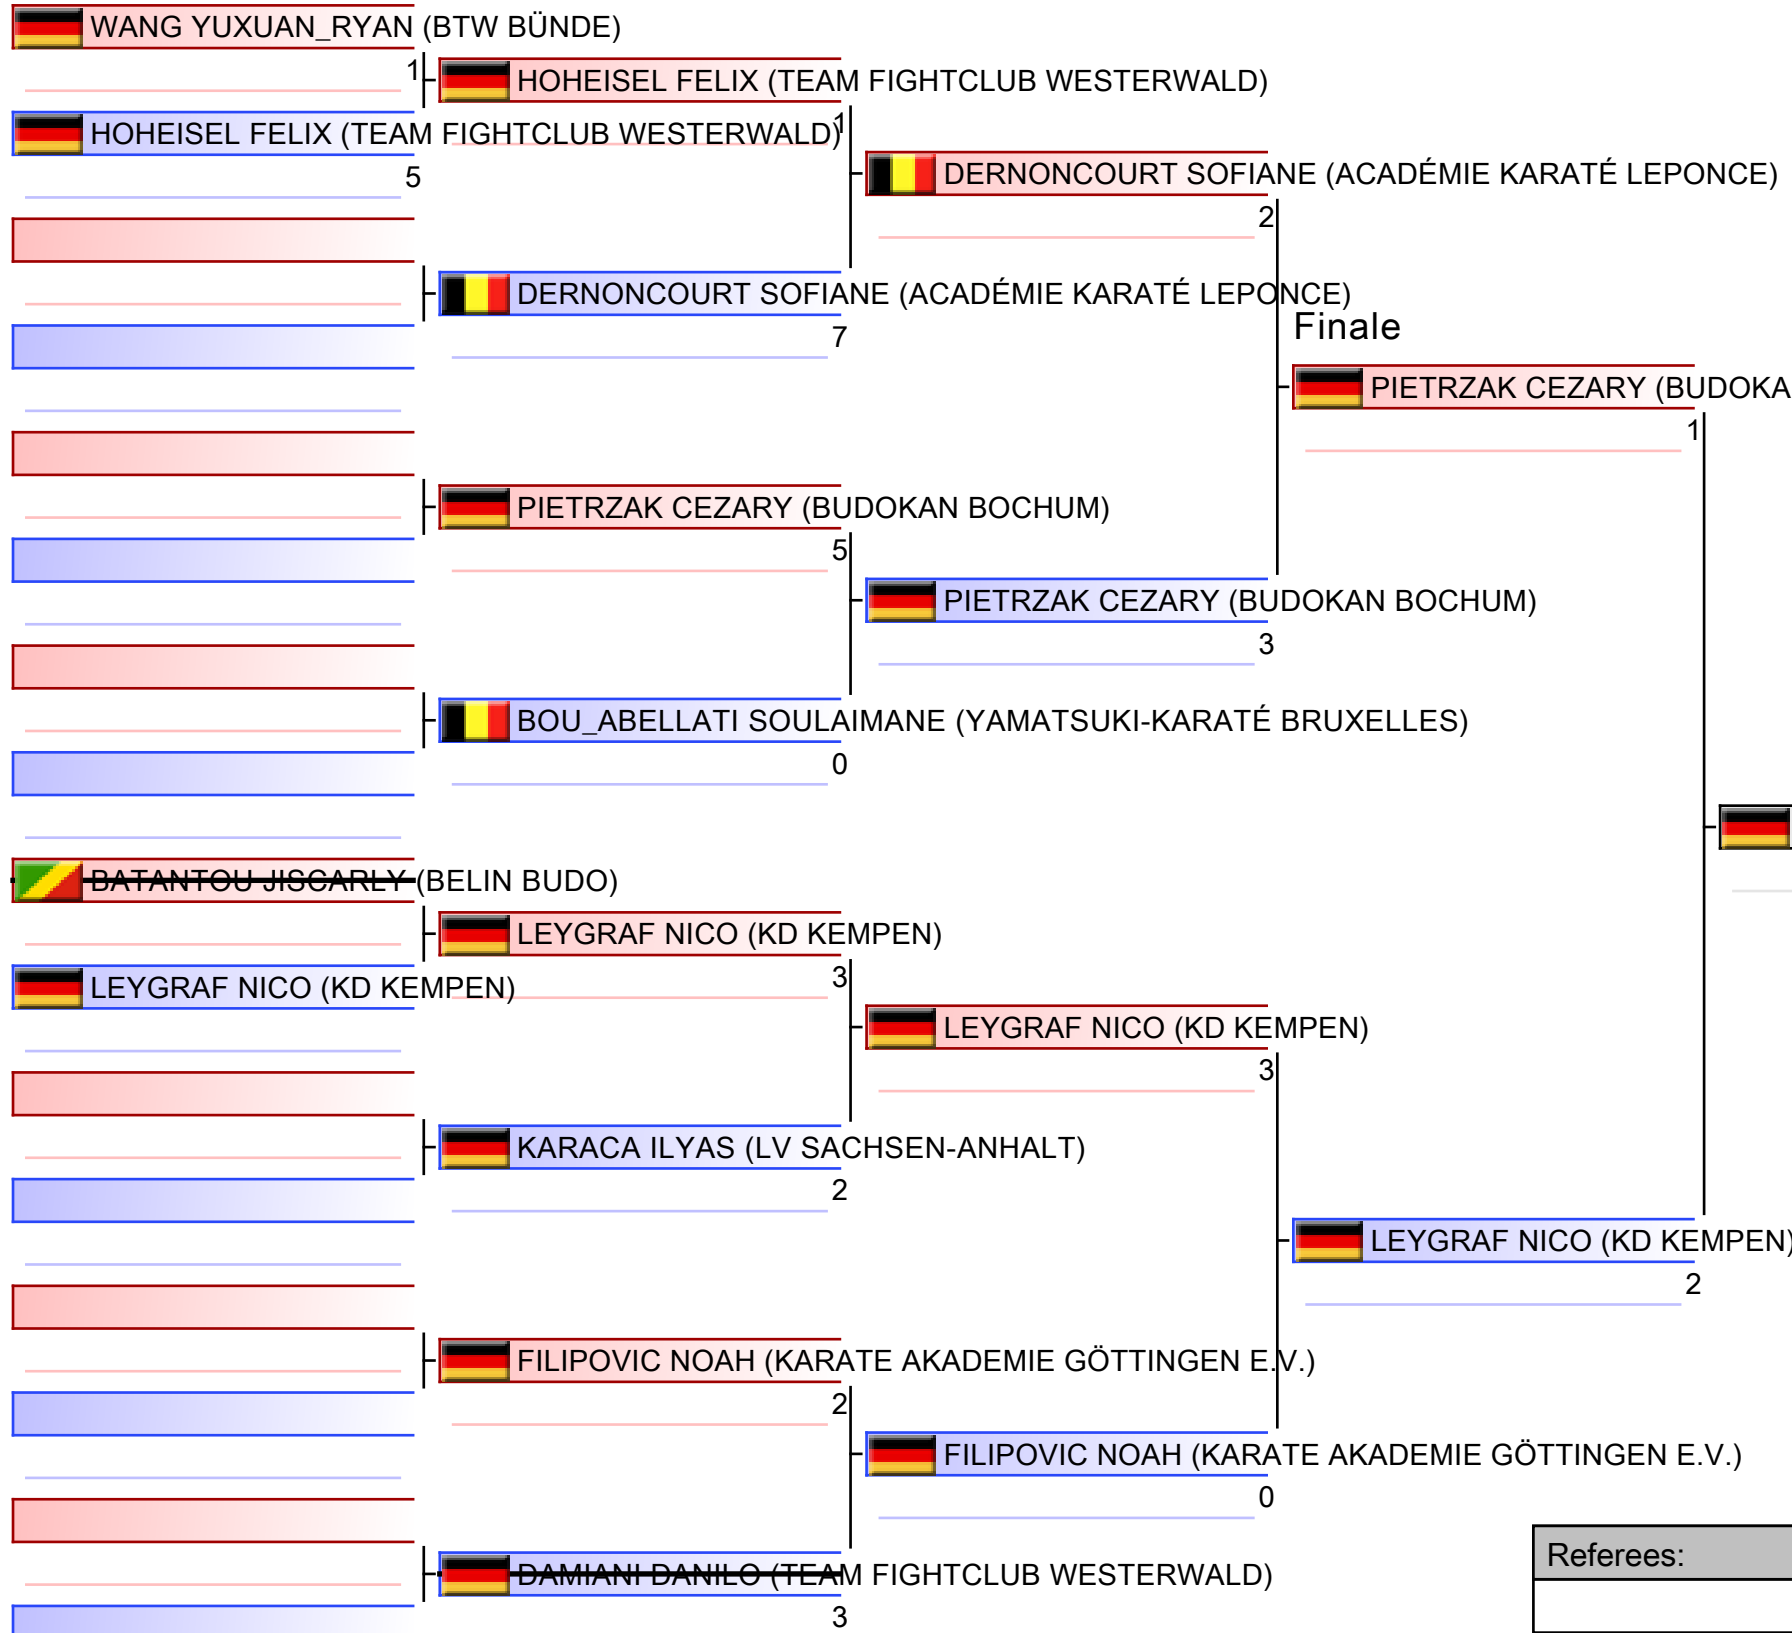 WANG YUXUAN_RYAN (BTW BÜNDE)
1
HOHEISEL FELIX (TEAM FIGHTCLUB WESTERWALD)
HOHEISEL FELIX (TEAM FIGHTCLUB WESTERWALD)
1
5
DERNONCOURT SOFIANE (ACADÉMIE KARATÉ LEPONCE)
2
DERNONCOURT SOFIANE (ACADÉMIE KARATÉ LEPONCE)
7
Finale
PIETRZAK CEZARY (BUDOKA
1
PIETRZAK CEZARY (BUDOKAN BOCHUM)
5
PIETRZAK CEZARY (BUDOKAN BOCHUM)
3
BOU_ABELLATI SOULAIMANE (YAMATSUKI-KARATÉ BRUXELLES)
0
BATANTOU JISCARLY (BELIN BUDO)
LEYGRAF NICO (KD KEMPEN)
3
LEYGRAF NICO (KD KEMPEN)
LEYGRAF NICO (KD KEMPEN)
3
KARACA ILYAS (LV SACHSEN-ANHALT)
2
LEYGRAF NICO (KD KEMPEN)
2
FILIPOVIC NOAH (KARATE AKADEMIE GÖTTINGEN E.V.)
2
FILIPOVIC NOAH (KARATE AKADEMIE GÖTTINGEN E.V.)
0
DAMIANI DANILO (TEAM FIGHTCLUB WESTERWALD)
3
Referees: